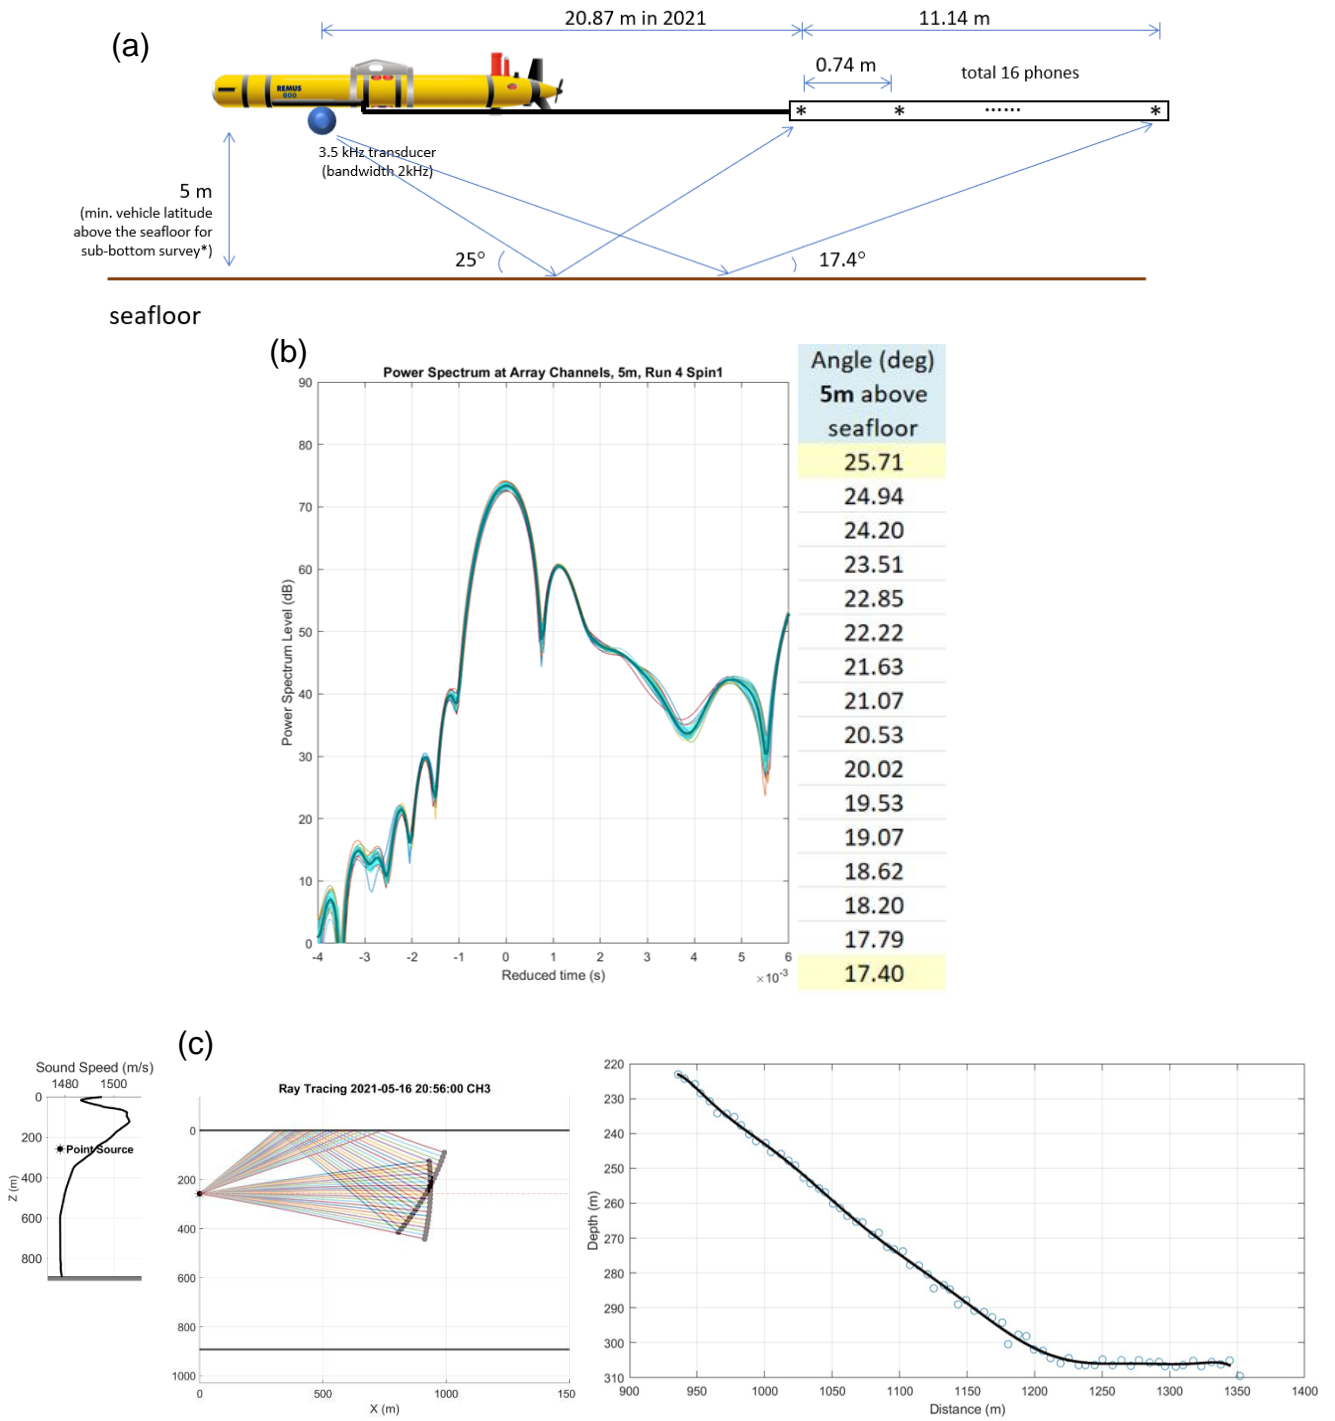 (a)
20.87 m in 2021
11.14 m
0.74 m
total 16 phones
REMUS
600
* * ...... *
3.5 kHz transducer
(bandwidth 2kHz)
5 m
(min. vehicle latitude
above the seafloor for
sub-bottom survey*)
25°
17.4°
seafloor
(b)
Power Spectrum at Array Channels, 5m, Run 4 Spin1
Power Spectrum Level (dB)
90
80
70
60
50
40
30
20
10
0
-4 -3 -2 -1 0 1 2 3 4 5 6
Reduced time (s)
×10⁻³
Angle (deg)
5m above
seafloor
25.71
24.94
24.20
23.51
22.85
22.22
21.63
21.07
20.53
20.02
19.53
19.07
18.62
18.20
17.79
17.40
(c)
Sound Speed (m/s)
1480 1500
Z (m)
0
200
400
600
800
Point Source
Ray Tracing 2021-05-16 20:56:00 CH3
0
200
400
600
800
1000
0 500 1000 150
X (m)
Depth (m)
220
230
240
250
260
270
280
290
300
310
900 950 1000 1050 1100 1150 1200 1250 1300 1350 1400
Distance (m)